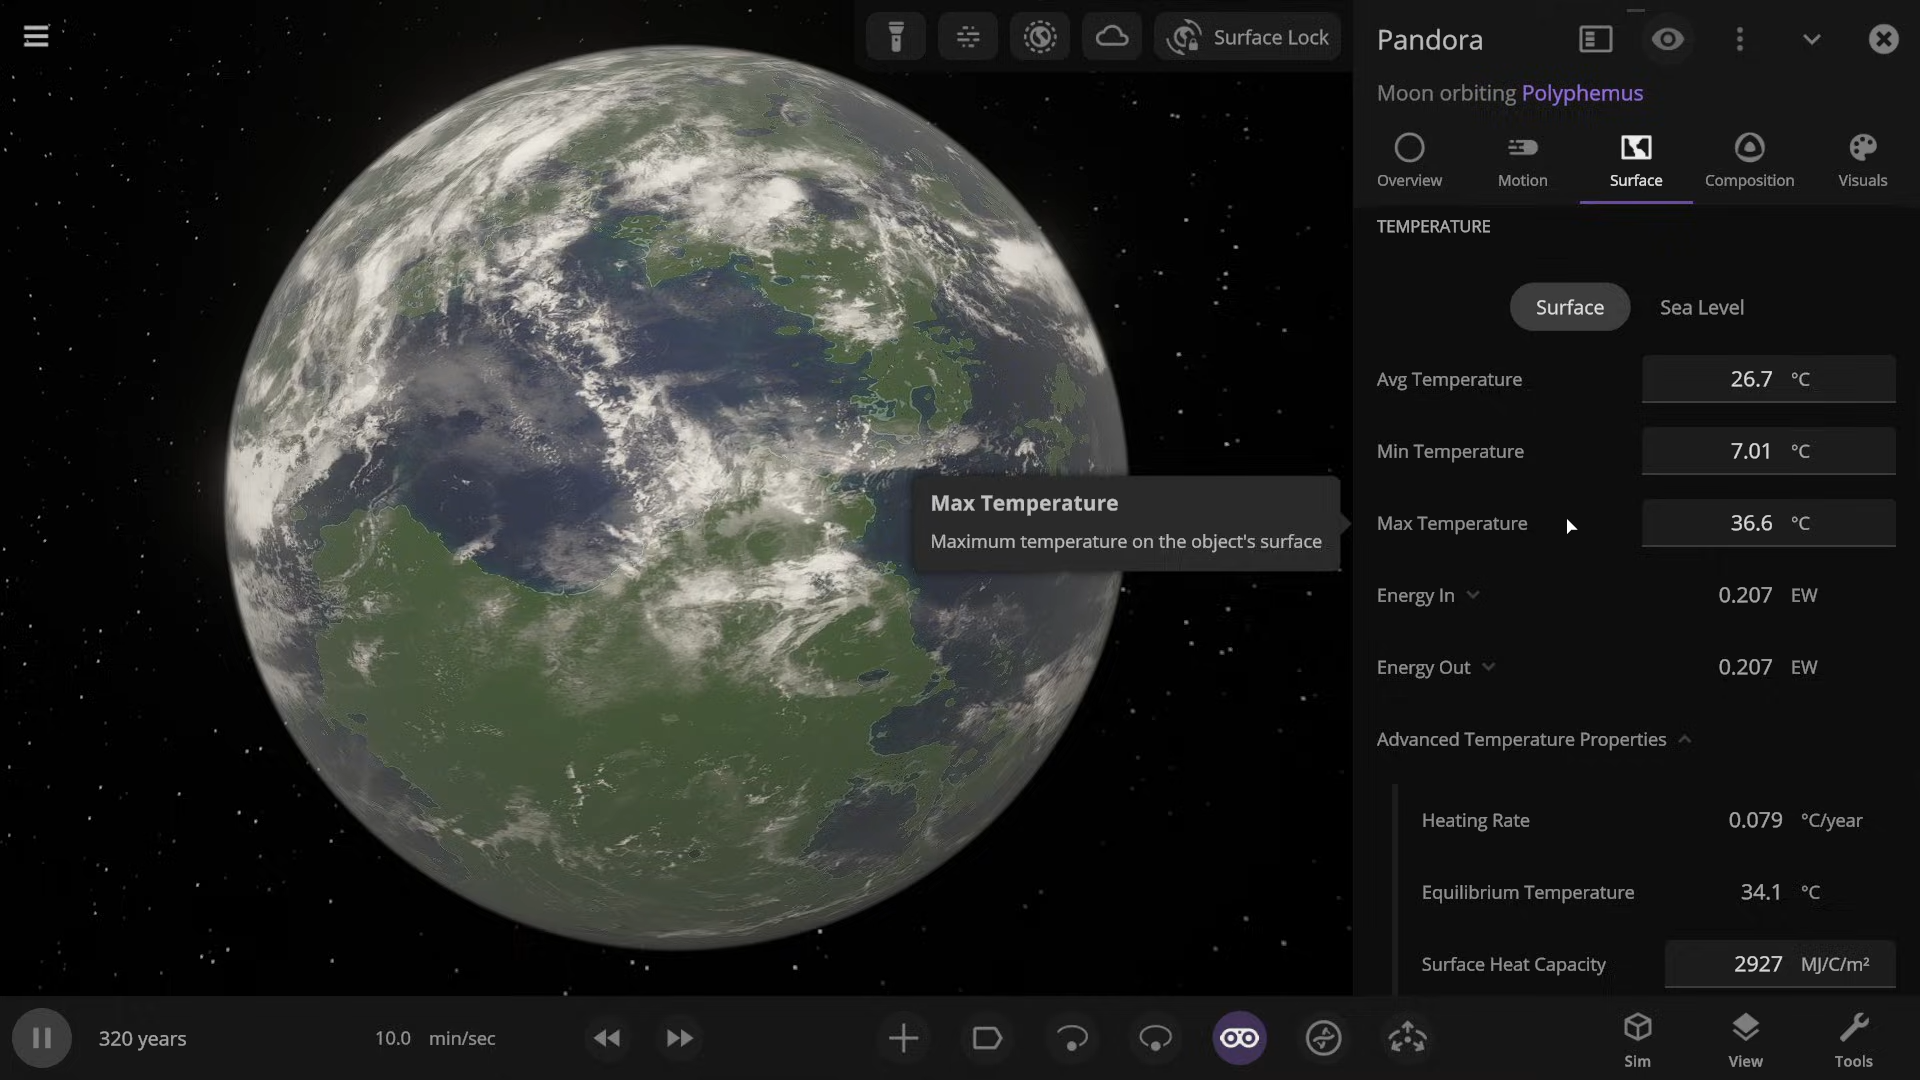 Surface Lock
Pandora
Moon orbiting Polyphemus
Overview
Motion
Surface
Composition
Visuals
TEMPERATURE
Surface
Sea Level
Avg Temperature
26.7 °C
Min Temperature
7.01 °C
Max Temperature
36.6 °C
Max Temperature
Maximum temperature on the object's surface
Energy In
0.207 EW
Energy Out
0.207 EW
Advanced Temperature Properties
Heating Rate
0.079 °C/year
Equilibrium Temperature
34.1 °C
Surface Heat Capacity
2927 MJ/C/m²
320 years
10.0 min/sec
Sim
View
Tools